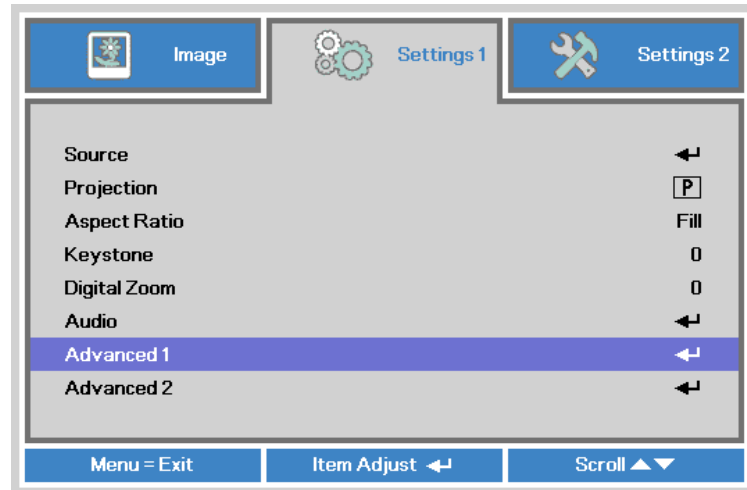 Image Settings 1 Settings 2
Source
Projection P
Aspect Ratio Fill
Keystone 0
Digital Zoom 0
Audio
Advanced 1
Advanced 2
Menu = Exit Item Adjust Scroll